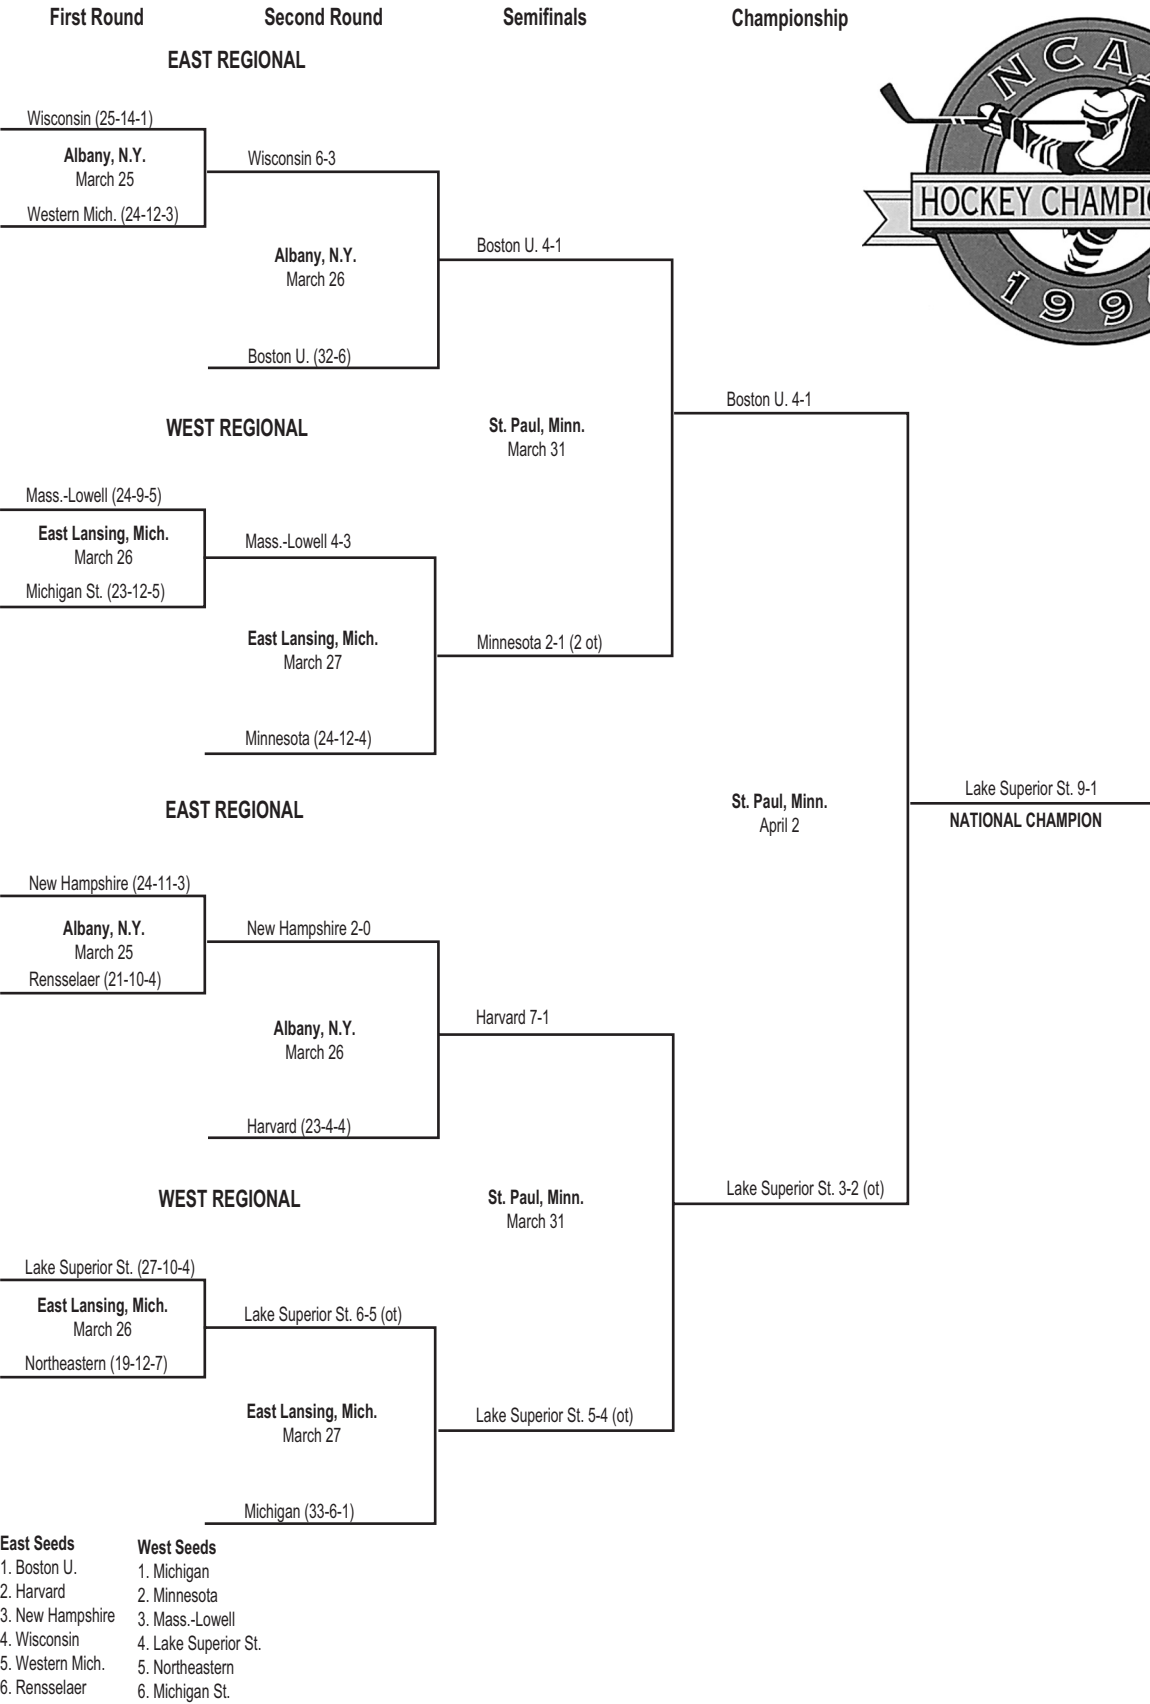 First Round
Second Round
Semifinals
Championship
EAST REGIONAL
Wisconsin (25-14-1)
Albany, N.Y.
March 25
Western Mich. (24-12-3)
Wisconsin 6-3
Albany, N.Y.
March 26
Boston U. (32-6)
Boston U. 4-1
WEST REGIONAL
Mass.-Lowell (24-9-5)
East Lansing, Mich.
March 26
Michigan St. (23-12-5)
Mass.-Lowell 4-3
East Lansing, Mich.
March 27
Minnesota (24-12-4)
Minnesota 2-1 (2 ot)
St. Paul, Minn.
March 31
Boston U. 4-1
EAST REGIONAL
New Hampshire (24-11-3)
Albany, N.Y.
March 25
Rensselaer (21-10-4)
New Hampshire 2-0
Albany, N.Y.
March 26
Harvard (23-4-4)
Harvard 7-1
WEST REGIONAL
Lake Superior St. (27-10-4)
East Lansing, Mich.
March 26
Northeastern (19-12-7)
Lake Superior St. 6-5 (ot)
East Lansing, Mich.
March 27
Michigan (33-6-1)
Lake Superior St. 5-4 (ot)
St. Paul, Minn.
March 31
Lake Superior St. 3-2 (ot)
St. Paul, Minn.
April 2
Lake Superior St. 9-1
NATIONAL CHAMPION
NCA
HOCKEY
199
East Seeds
1. Boston U.
2. Harvard
3. New Hampshire
4. Wisconsin
5. Western Mich.
6. Rensselaer
West Seeds
1. Michigan
2. Minnesota
3. Mass.-Lowell
4. Lake Superior St.
5. Northeastern
6. Michigan St.